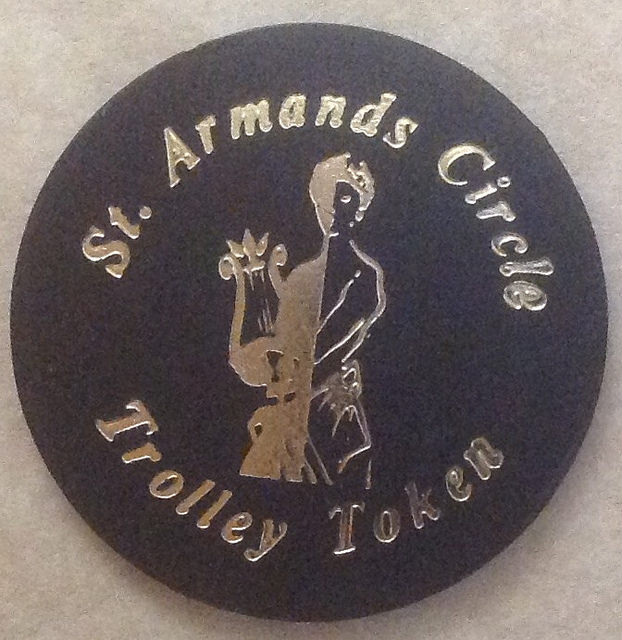 St. Armands Circle
Trolley Token